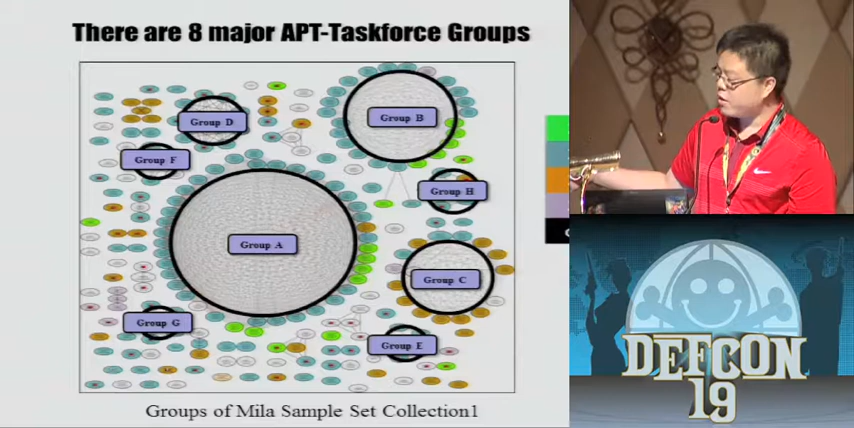 There are 8 major APT-Taskforce Groups
Group D
Group B
Group F
Group H
Group A
Group C
Group G
Group E
Groups of Mila Sample Set Collection1
DEFCON
19